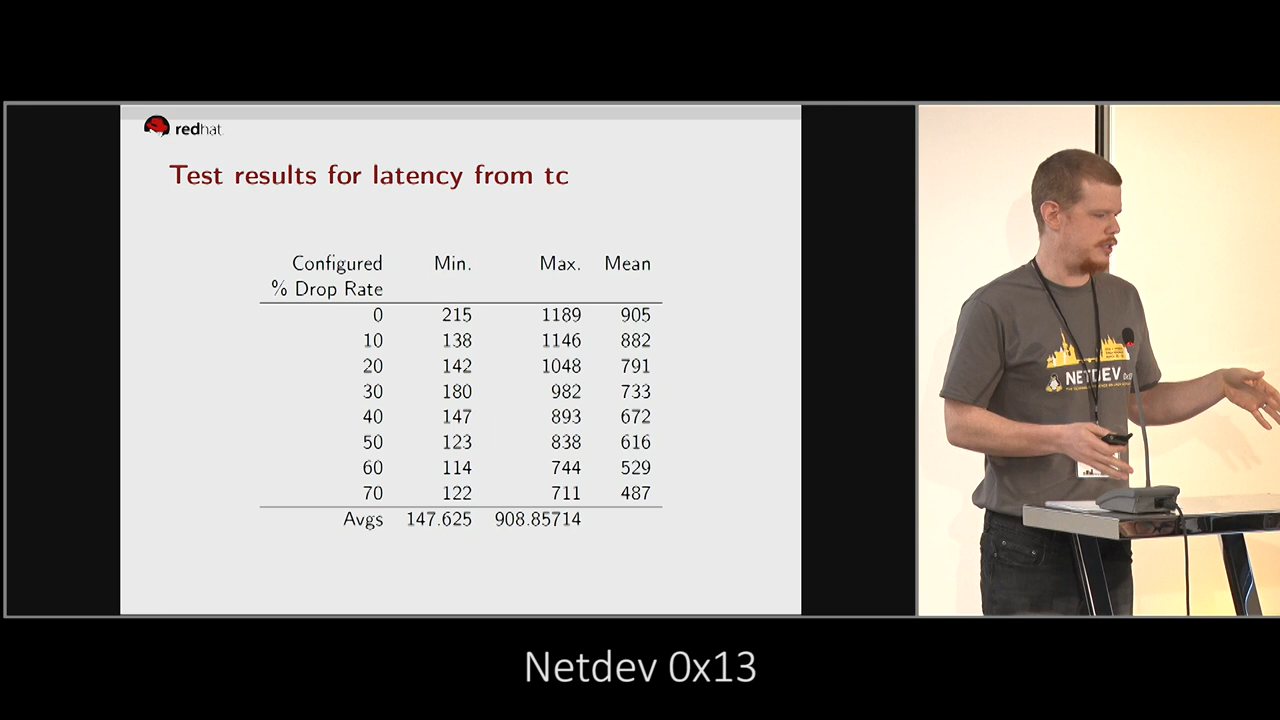 redhat.
Test results for latency from tc
Configured Min. Max. Mean
% Drop Rate
0 215 1189 905
10 138 1146 882
20 142 1048 791
30 180 982 733
40 147 893 672
50 123 838 616
60 114 744 529
70 122 711 487
Avgs 147.625 908.85714
NETDEV
Netdev 0x13